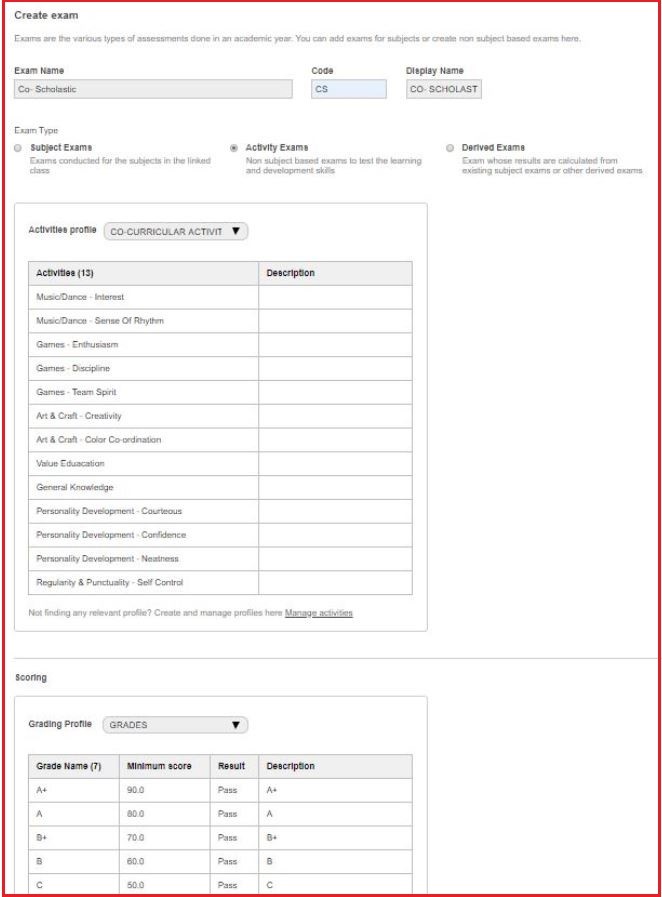 Create exam
Exams are the various types of assessments done in an academic year. You can add exams for subjects or create non subject based exams here.
Exam Name Code Display Name
Co- Scholastic CS CO- SCHOLAST
Exam Type
Subject Exams Activity Exams Derived Exams
Exams conducted for the subjects in the linked Non subject based exams to test the learning Exam whose results are calculated from
class and development skills existing subject exams or other derived exams
Activities profile CO-CURRICULAR ACTIVIT
Activities (13) Description
Music/Dance - Interest
Music/Dance - Sense Of Rhythm
Games - Enthusiasm
Games - Discipline
Games - Team Spirit
Art & Craft - Creativity
Art & Craft - Color Co-ordination
Value Eduacation
General Knowledge
Personality Development - Courteous
Personality Development - Confidence
Personality Development - Neatness
Regularity & Punctuality - Self Control
Not finding any relevant profile? Create and manage profiles here Manage activities
Scoring
Grading Profile GRADES
Grade Name (7) Minimum score Result Description
A+ 90.0 Pass A+
A 80.0 Pass A
B+ 70.0 Pass B+
B 60.0 Pass B
C 50.0 Pass C